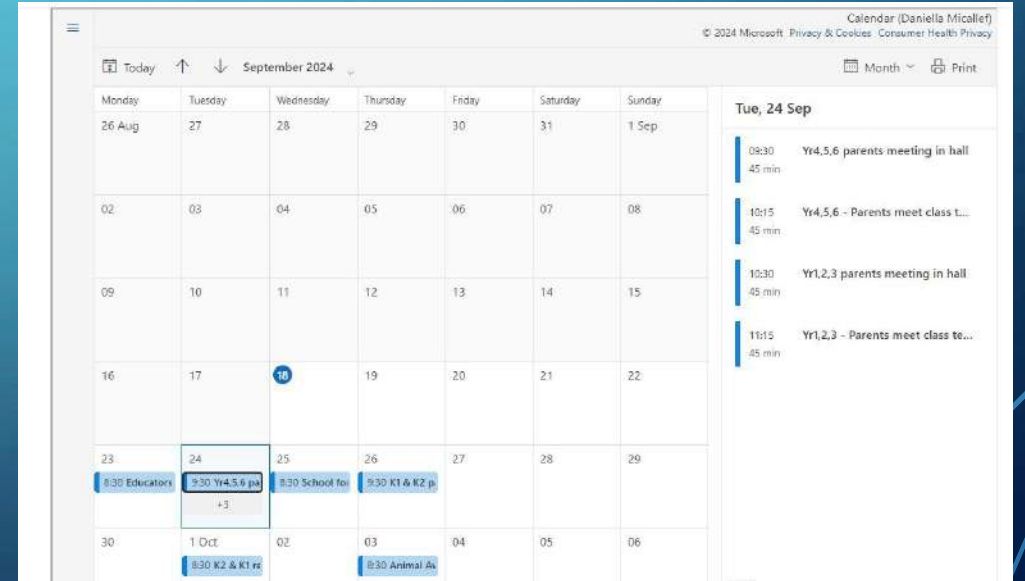 Calendar (Daniella Micallef)
© 2024 Microsoft Privacy & Cookies Consumer Health Privacy
Today September 2024 Month Print
Monday Tuesday Wednesday Thursday Friday Saturday Sunday
26 Aug 27 28 29 30 31 1 Sep
02 03 04 05 06 07 08
09 10 11 12 13 14 15
16 17 18 19 20 21 22
23 24 25 26 27 28 29
8:30 Educators 9:30 Yr4,5,6 pa 8:30 School for 9:30 K1 & K2 p
+3
30 1 Oct 02 03 04 05 06
8:30 K2 & K1 re 8:30 Animal
Tue, 24 Sep
09:30 Yr4,5,6 parents meeting in hall
45 min
10:15 Yr4,5,6 - Parents meet class t...
45 min
10:30 Yr1,2,3 parents meeting in hall
45 min
11:15 Yr1,2,3 - Parents meet class te...
45 min